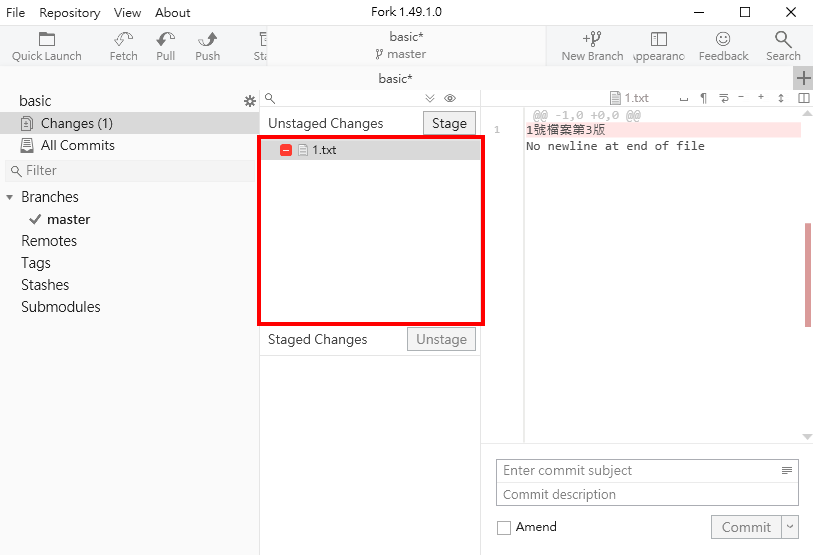 File Repository View About Fork 1.49.1.0
Quick Launch Fetch Pull Push Sta basic* master New Branch Appearance Feedback Search
basic*
basic
Changes (1)
All Commits
Filter
Branches
master
Remotes
Tags
Stashes
Submodules
Unstaged Changes Stage
1.txt
Staged Changes Unstage
1.txt
@@ -1,0 +0,0 @@
1 1號檔案第3版
No newline at end of file
Enter commit subject
Commit description
Amend Commit